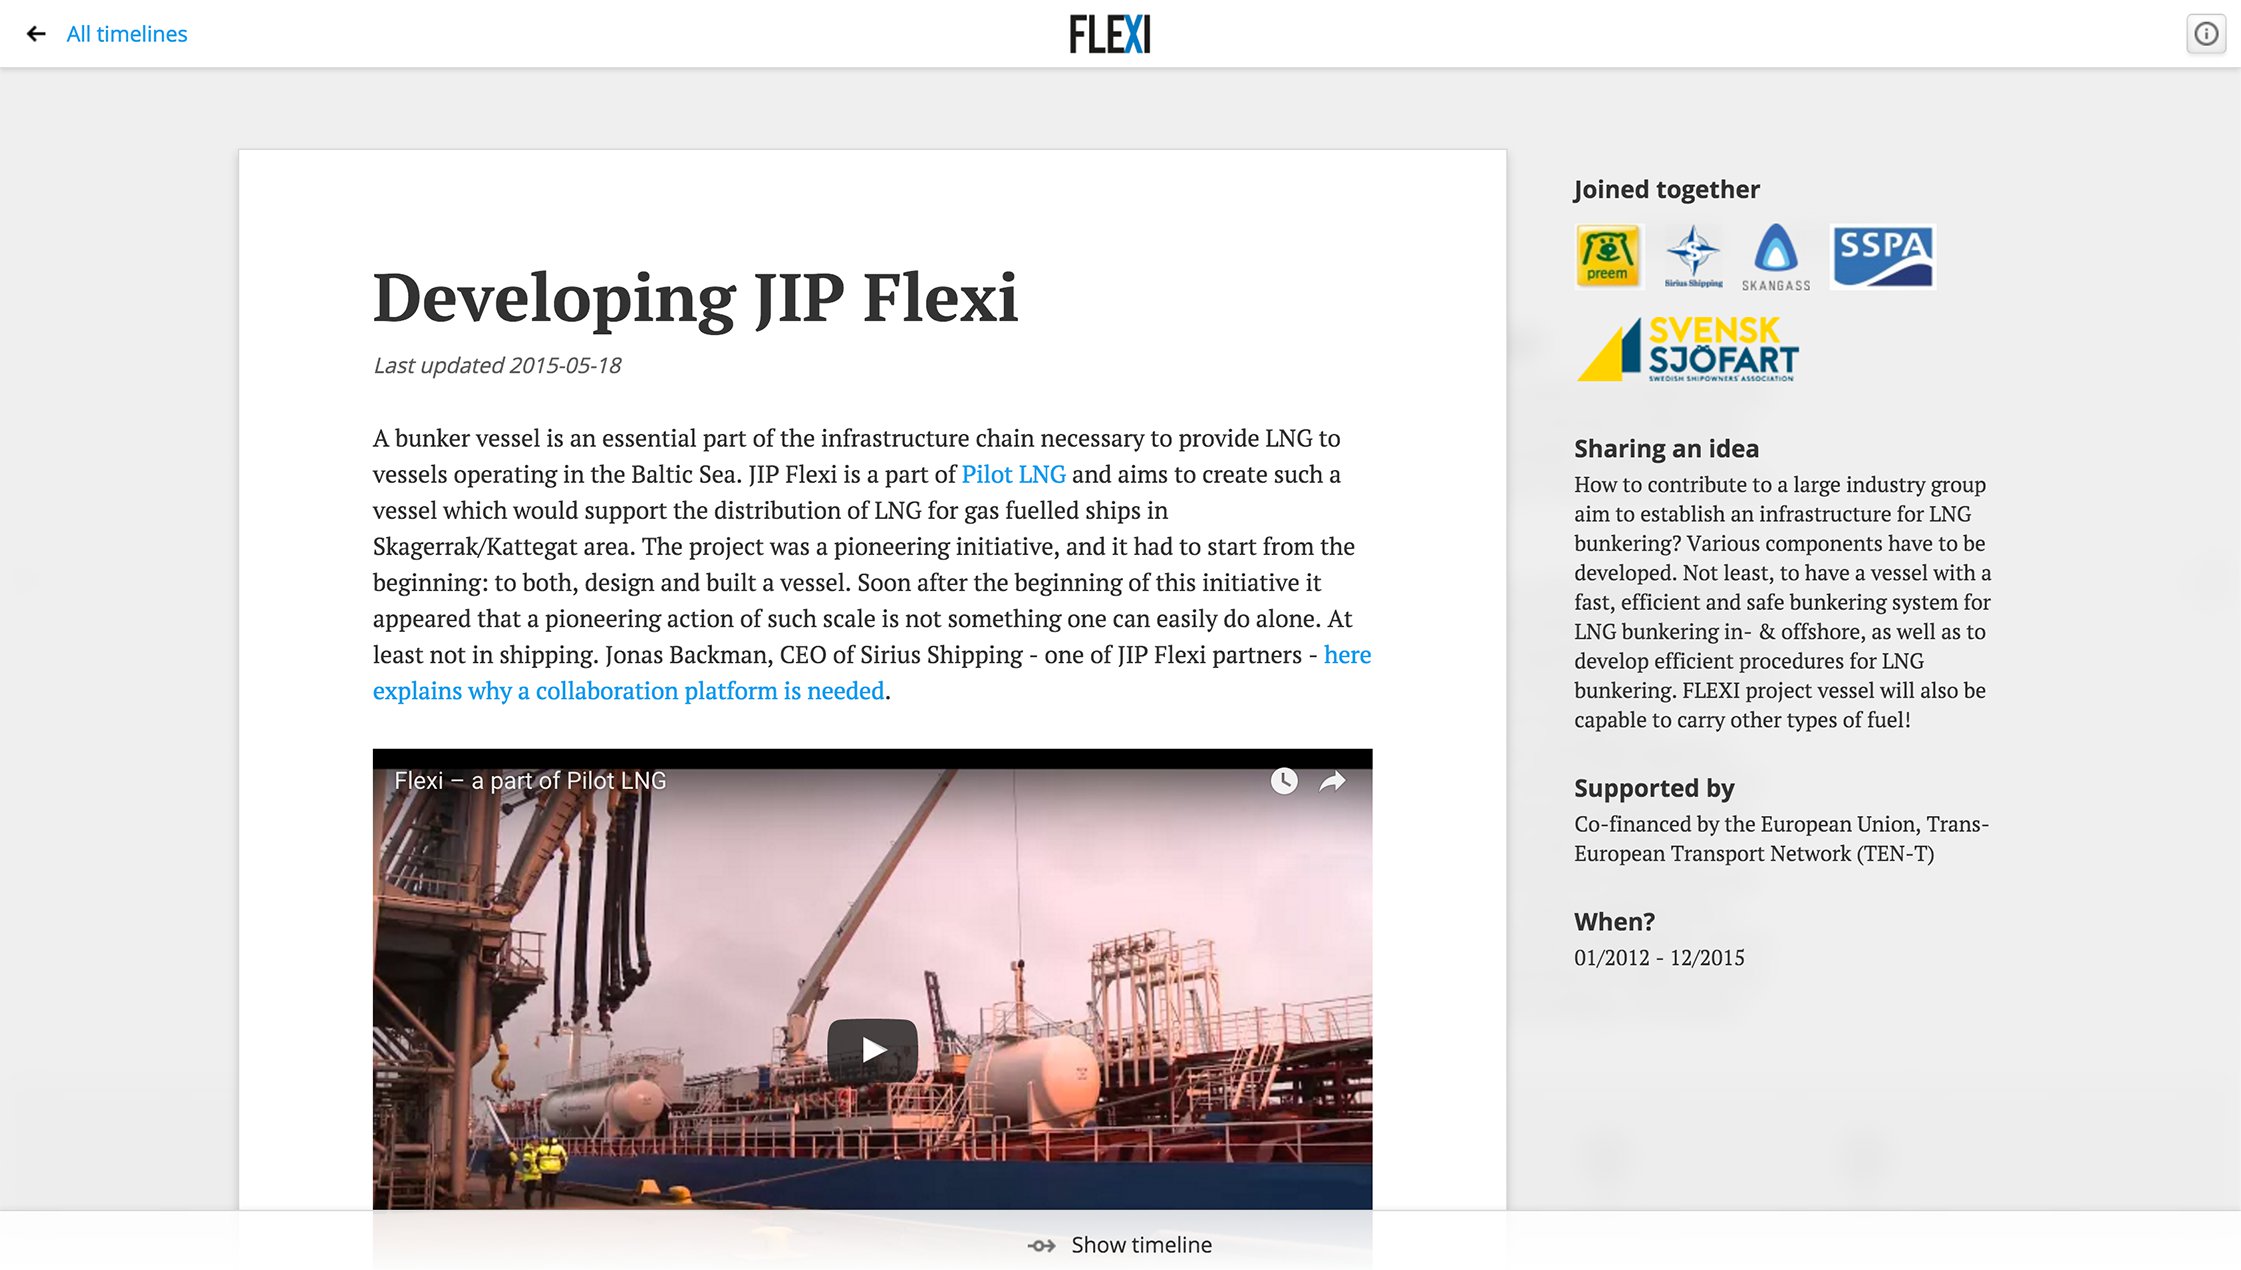 All timelines
FLEXI
Developing JIP Flexi
Last updated 2015-05-18
A bunker vessel is an essential part of the infrastructure chain necessary to provide LNG to
vessels operating in the Baltic Sea. JIP Flexi is a part of Pilot LNG and aims to create such a
vessel which would support the distribution of LNG for gas fuelled ships in
Skagerrak/Kattegat area. The project was a pioneering initiative, and it had to start from the
beginning: to both, design and built a vessel. Soon after the beginning of this initiative it
appeared that a pioneering action of such scale is not something one can easily do alone. At
least not in shipping. Jonas Backman, CEO of Sirius Shipping - one of JIP Flexi partners - here
explains why a collaboration platform is needed.
Flexi – a part of Pilot LNG
Joined together
preem
Sirius Shipping
SKANGASS
SSPA
SVENSK
SJÖFART
SWEDISH SHIPOWNERS' ASSOCIATION
Sharing an idea
How to contribute to a large industry group
aim to establish an infrastructure for LNG
bunkering? Various components have to be
developed. Not least, to have a vessel with a
fast, efficient and safe bunkering system for
LNG bunkering in- & offshore, as well as to
develop efficient procedures for LNG
bunkering. FLEXI project vessel will also be
capable to carry other types of fuel!
Supported by
Co-financed by the European Union, Trans-
European Transport Network (TEN-T)
When?
01/2012 - 12/2015
Show timeline